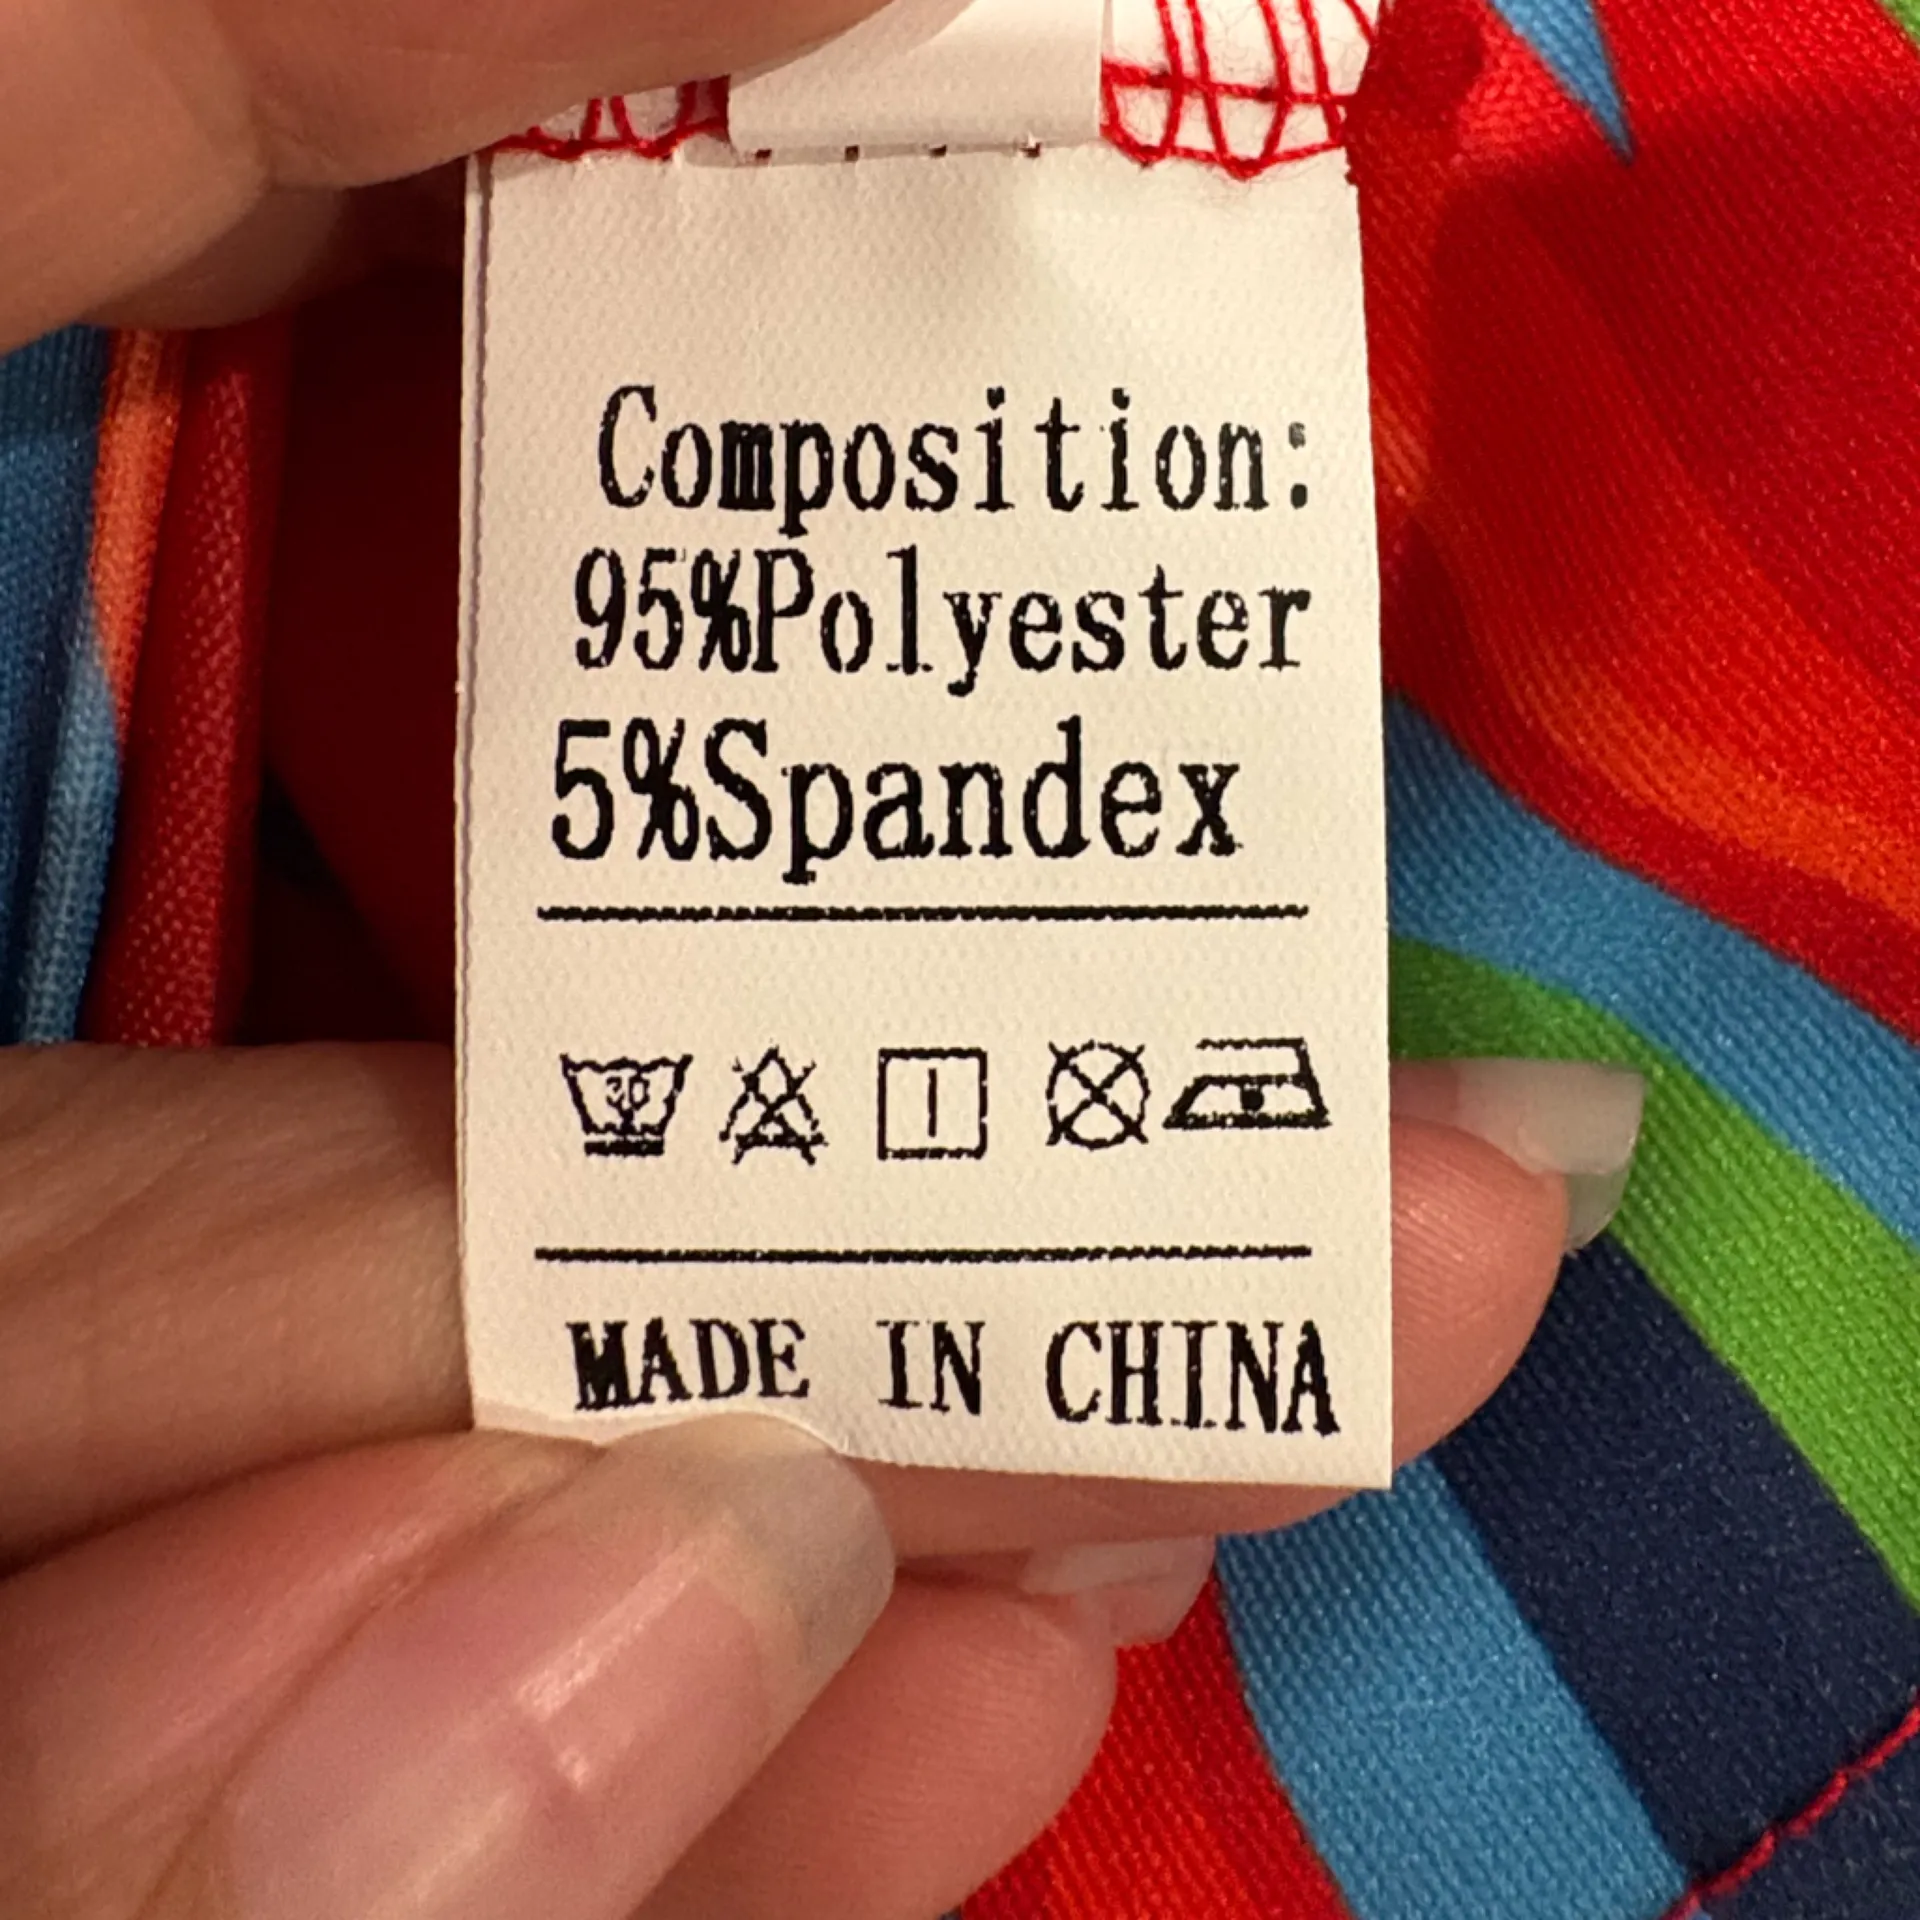 Composition:
95%Polyester
5%Spandex
30
MADE IN CHINA